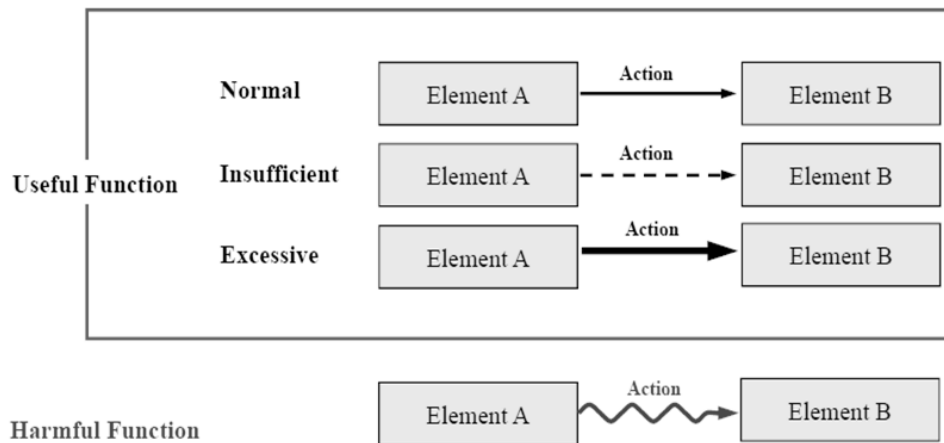 Normal
Element A
Action
Element B
Useful Function
Insufficient
Element A
Action
Element B
Excessive
Element A
Action
Element B
Harmful Function
Element A
Action
Element B